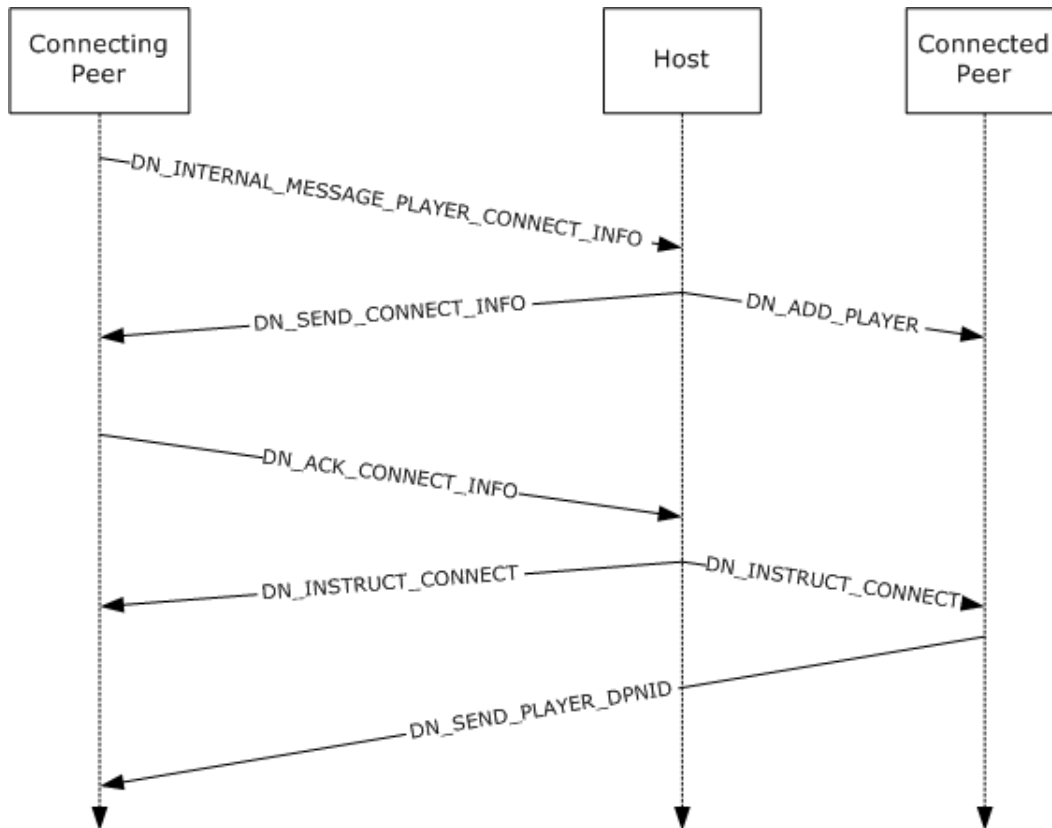 Connecting
Peer
Host
Connected
Peer
DN_INTERNAL_MESSAGE_PLAYER_CONNECT_INFO
DN_SEND_CONNECT_INFO
DN_ADD_PLAYER
DN_ACK_CONNECT_INFO
DN_INSTRUCT_CONNECT
DN_INSTRUCT_CONNECT
DN_SEND_PLAYER_DPNID